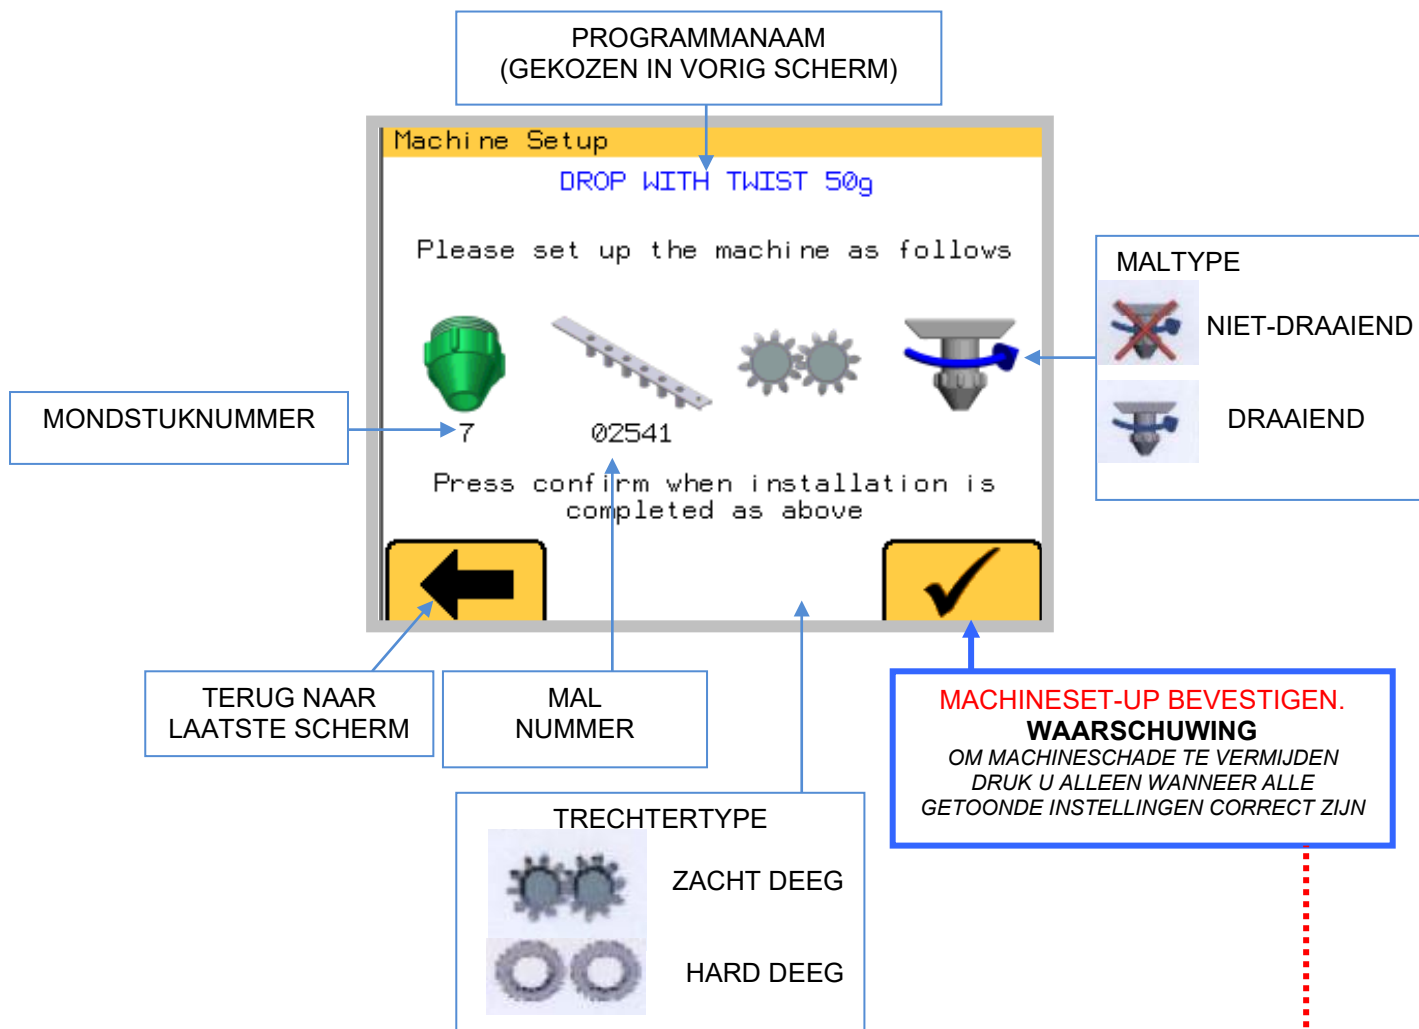 PROGRAMMANAAM
(GEKOZEN IN VORIG SCHERM)
Machine Setup
DROP WITH TWIST 50g
Please set up the machine as follows
MALTYPE
NIET-DRAAIEND
DRAAIEND
MONDSTUKNUMMER
7
02541
Press confirm when installation is
completed as above
TERUG NAAR
LAATSTE SCHERM
MAL
NUMMER
MACHINESET-UP BEVESTIGEN.
WAARSCHUWING
OM MACHINESCHADE TE VERMIJDEN
DRUK U ALLEEN WANNEER ALLE
GETOONDE INSTELLINGEN CORRECT ZIJN
TRECHTERTYPE
ZACHT DEEG
HARD DEEG